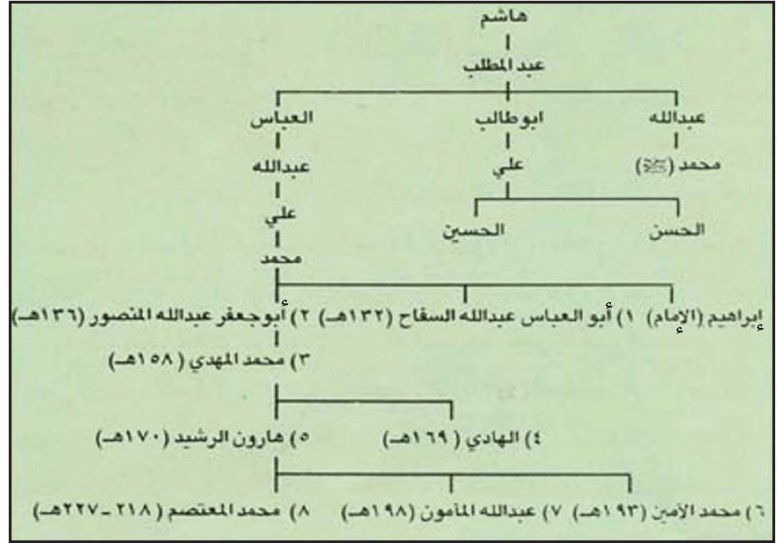 هاشم
عبد المطلب
عبدالله ابوطالب العباس
محمد (ﷺ) علي عبدالله
علي
الحسن الحسين
محمد
إبراهيم (الإمام) ١) أبو العباس عبدالله السفاح (١٣٢هـ) ٢) أبوجعفر عبدالله المنصور (١٣٦هـ)
٣) محمد المهدي (١٥٨هـ)
٤) الهادي (١٦٩هـ) ٥) هارون الرشيد (١٧٠هـ)
٦) محمد الأمين (١٩٣هـ) ٧) عبدالله المأمون (١٩٨هـ) ٨) محمد المعتصم (٢١٨-٢٢٧هـ)